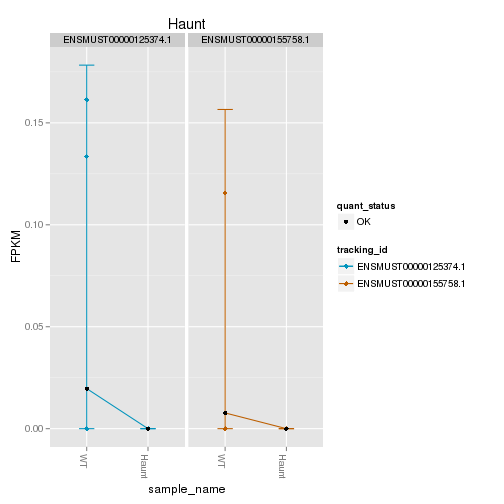 Haunt
ENSMUST00000125374.1 ENSMUST00000155758.1
FPKM
0.15
0.10
0.05
0.00
WT Haunt WT Haunt
sample_name
quant_status
OK
tracking_id
ENSMUST00000125374.1
ENSMUST00000155758.1